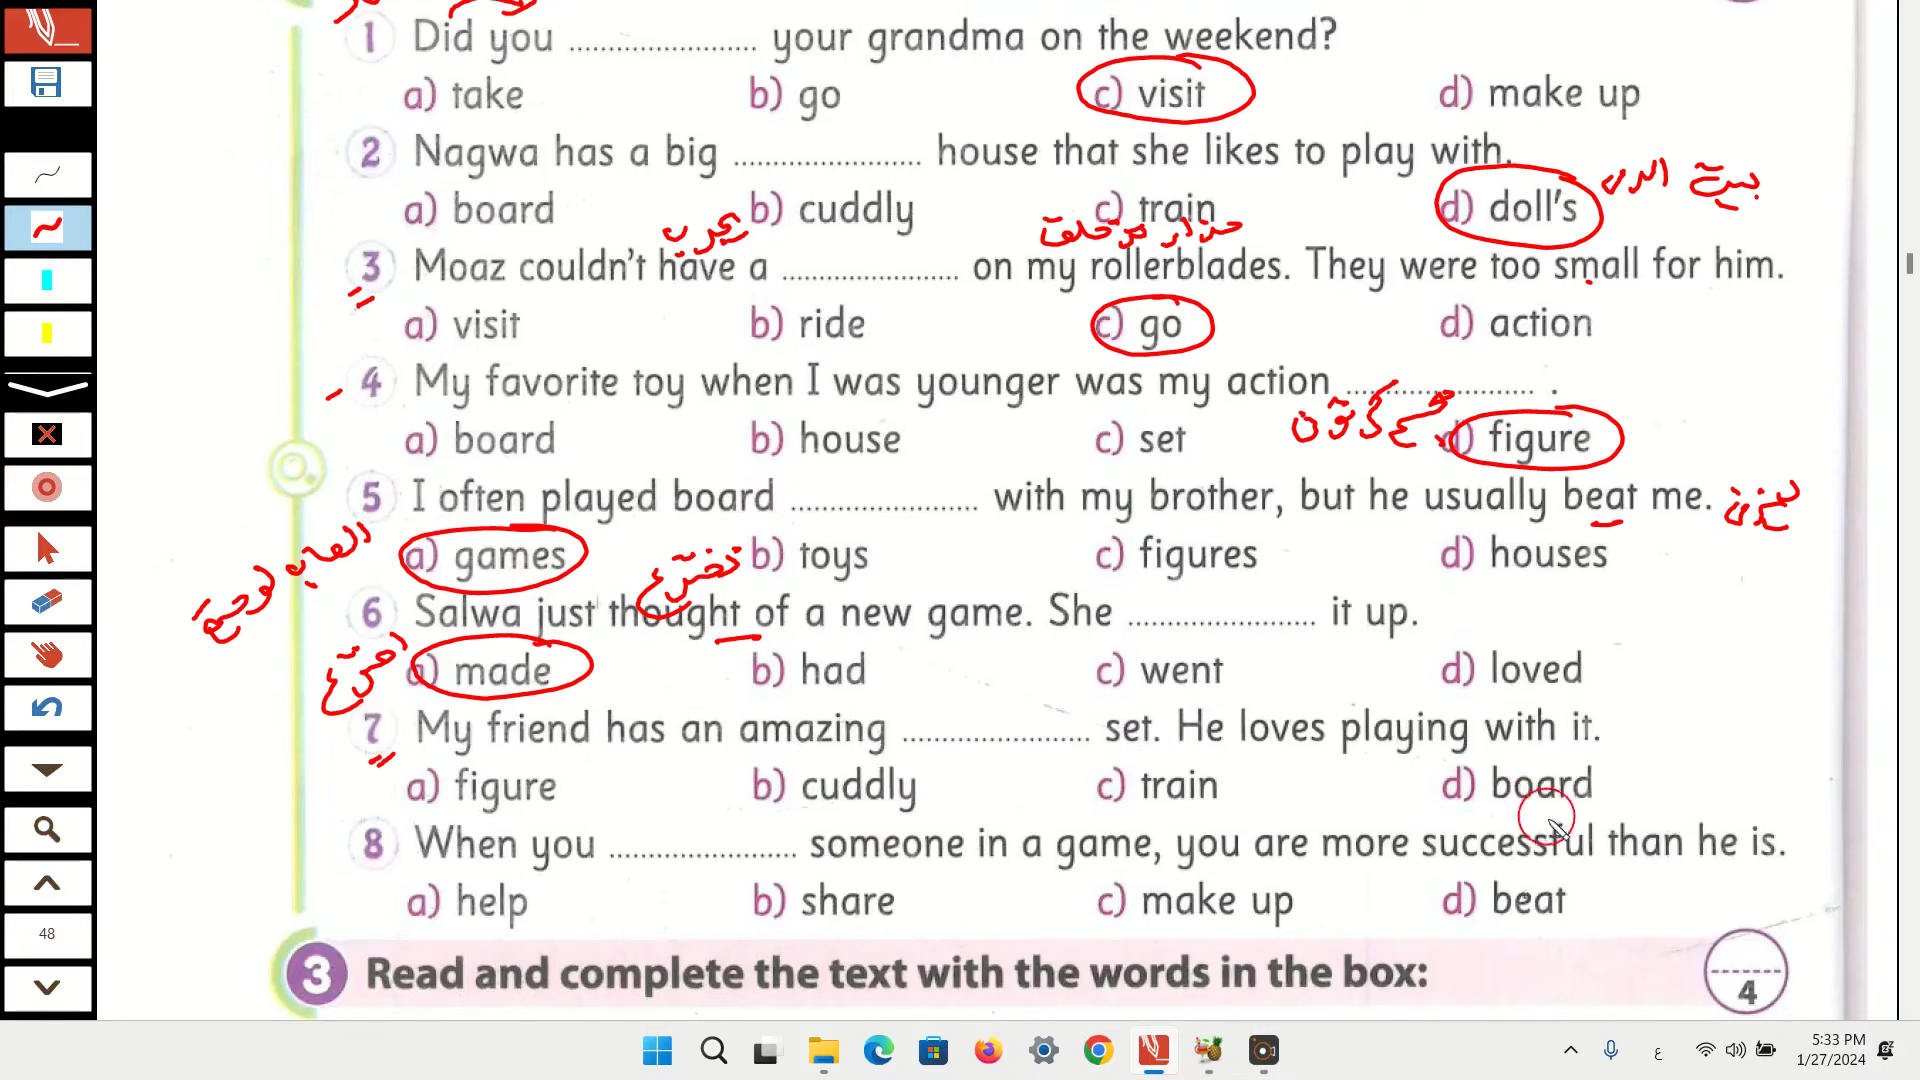 1 Did you .................... your grandma on the weekend?
a) take b) go c) visit d) make up
2 Nagwa has a big .................... house that she likes to play with.
a) board b) cuddly c) train d) doll's
3 Moaz couldn't have a .................... on my rollerblades. They were too small for him.
a) visit b) ride c) go d) action
4 My favorite toy when I was younger was my action .................... .
a) board b) house c) set d) figure
5 I often played board .................... with my brother, but he usually beat me.
a) games b) toys c) figures d) houses
6 Salwa just thought of a new game. She .................... it up.
a) made b) had c) went d) loved
7 My friend has an amazing .................... set. He loves playing with it.
a) figure b) cuddly c) train d) board
8 When you .................... someone in a game, you are more successful than he is.
a) help b) share c) make up d) beat
3 Read and complete the text with the words in the box:
4
48
ع
5:33 PM
1/27/2024